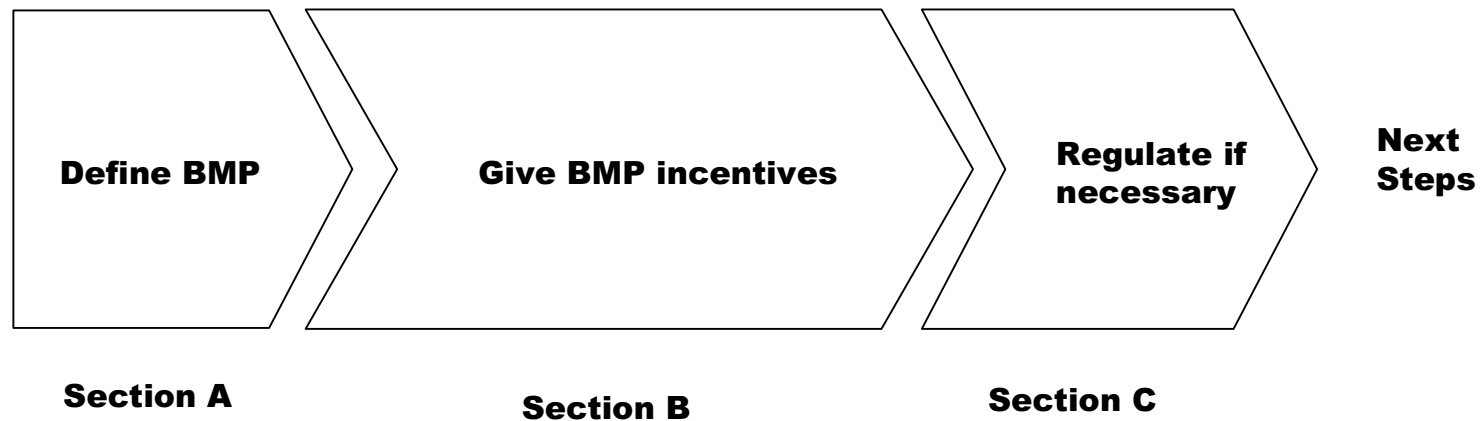 Define BMP
Give BMP incentives
Regulate if
necessary
Next
Steps
Section A
Section B
Section C